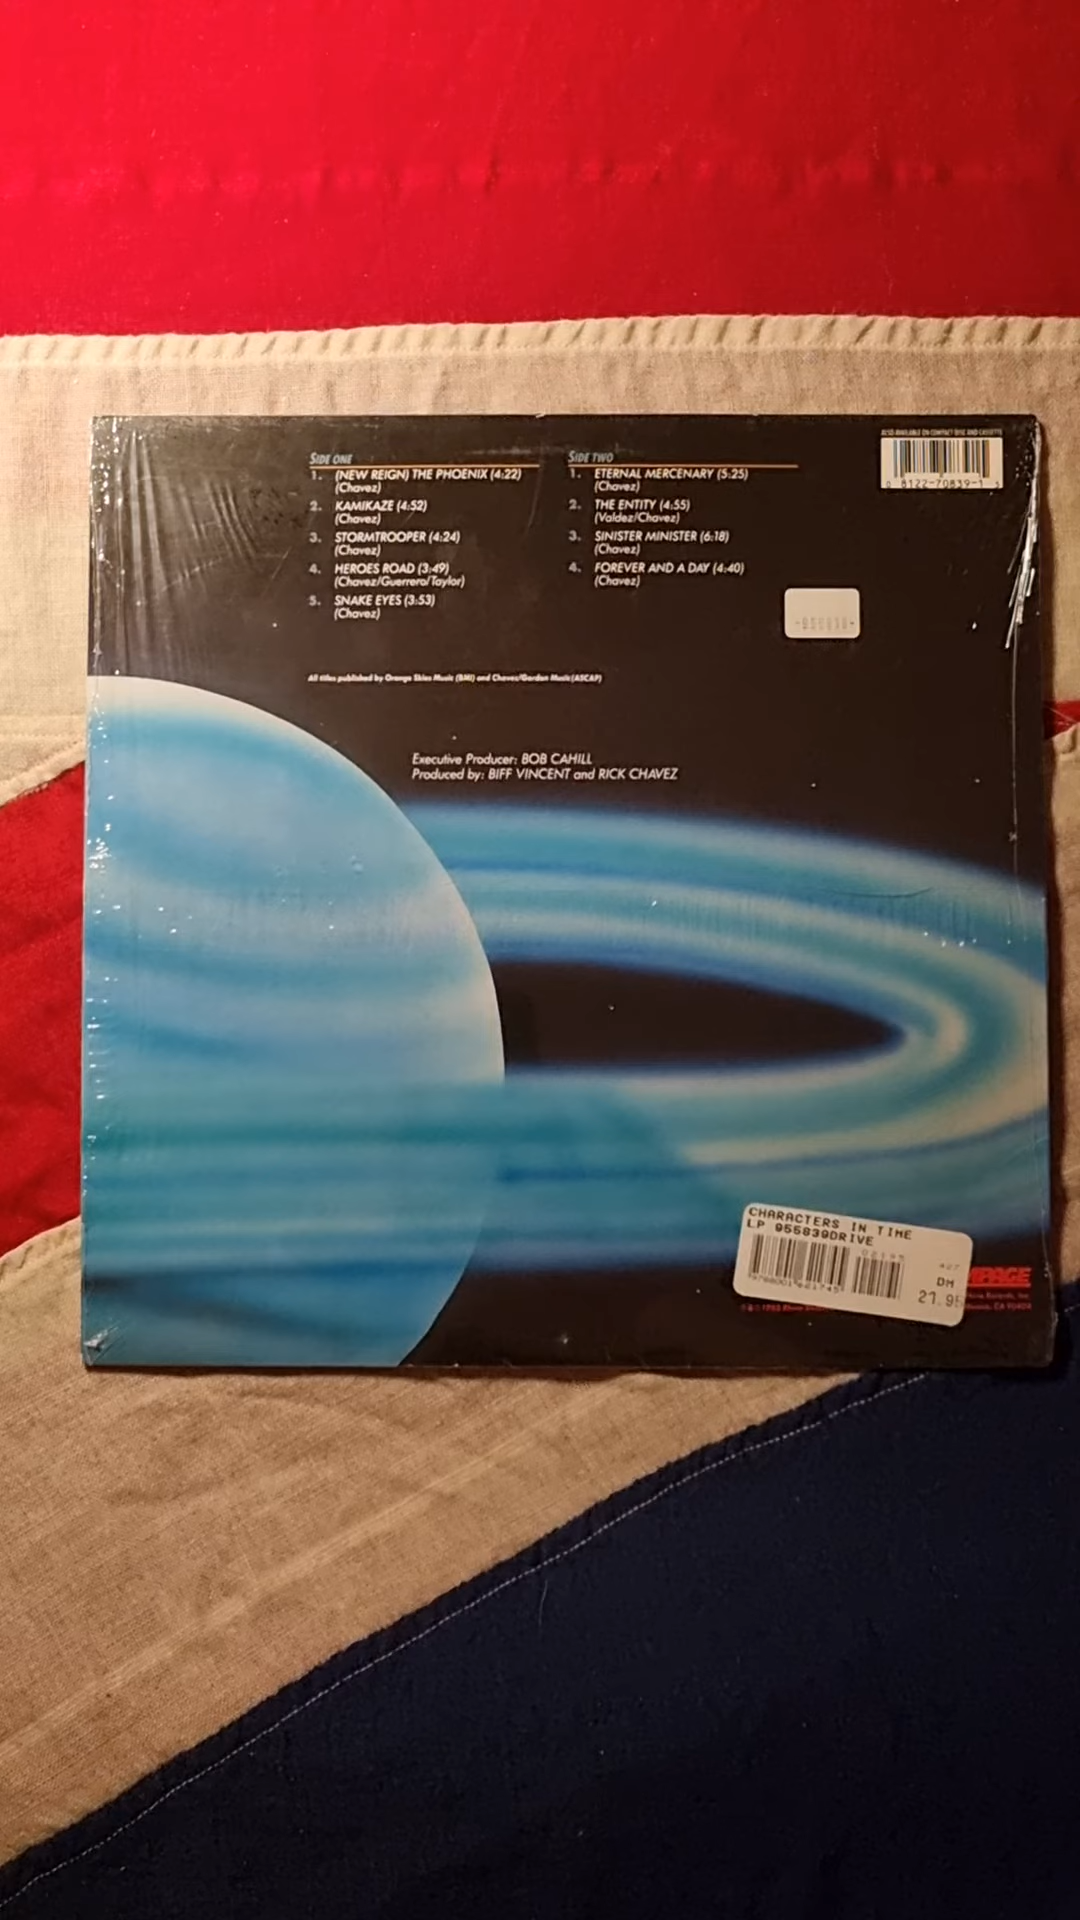 ALSO AVAILABLE ON COMPACT DISC AND CASSETTE
0 8122-70839-1 3
SIDE ONE
1. (NEW REIGN) THE PHOENIX (4:22)
(Chavez)
2. KAMIKAZE (4:52)
(Chavez)
3. STORMTROOPER (4:24)
(Chavez)
4. HEROES ROAD (3:49)
(Chavez/Guerrero/Taylor)
5. SNAKE EYES (3:53)
(Chavez)
SIDE TWO
1. ETERNAL MERCENARY (5:25)
(Chavez)
2. THE ENTITY (4:55)
(Valdez/Chavez)
3. SINISTER MINISTER (6:18)
(Chavez)
4. FOREVER AND A DAY (4:40)
(Chavez)
All titles published by Orange Skies Music (BMI) and Chavez/Gordon Music (ASCAP)
Executive Producer: BOB CAHILL
Produced by: BIFF VINCENT and RICK CHAVEZ
CHARACTERS IN TIME
LP 955839DRIVE
02195
427
DM
21.95
Records, Inc.